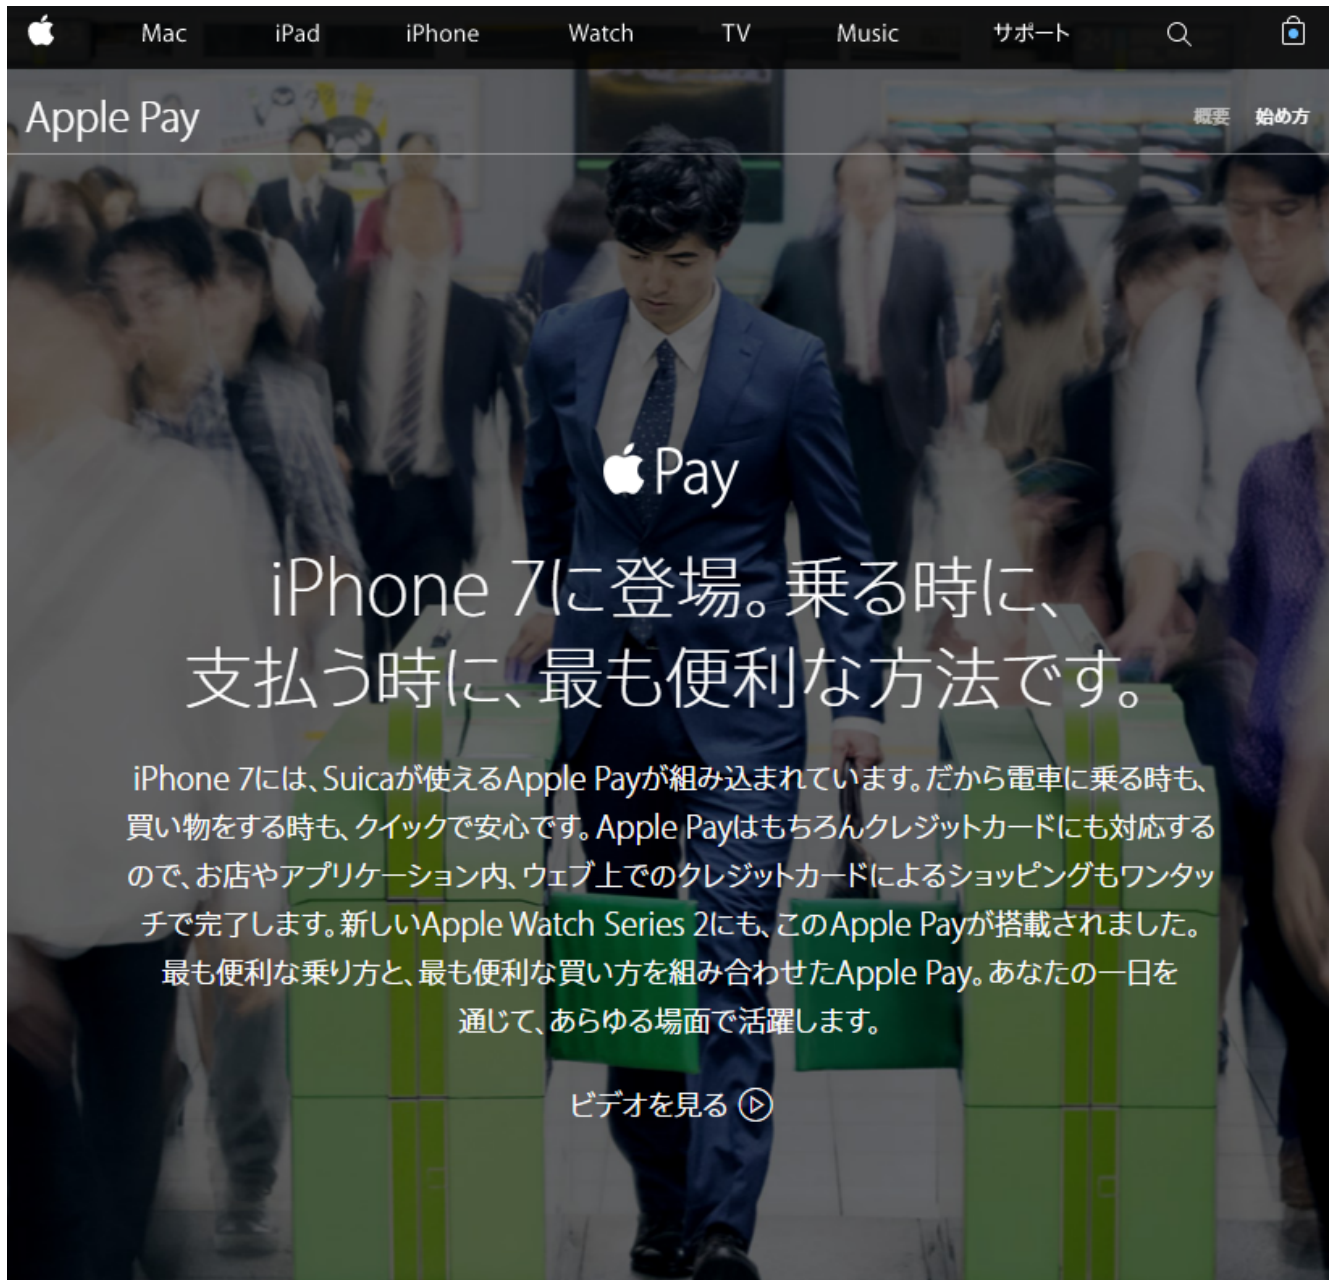 Mac iPad iPhone Watch TV Music サポート
Apple Pay 概要 始め方
Pay
iPhone 7に登場。乗る時に、
支払う時に、最も便利な方法です。
iPhone 7には、Suicaが使えるApple Payが組み込まれています。だから電車に乗る時も、
買い物をする時も、クイックで安心です。Apple Payはもちろんクレジットカードにも対応する
ので、お店やアプリケーション内、ウェブ上でのクレジットカードによるショッピングもワンタッ
チで完了します。新しいApple Watch Series 2にも、このApple Payが搭載されました。
最も便利な乗り方と、最も便利な買い方を組み合わせたApple Pay。あなたの一日を
通じて、あらゆる場面で活躍します。
ビデオを見る